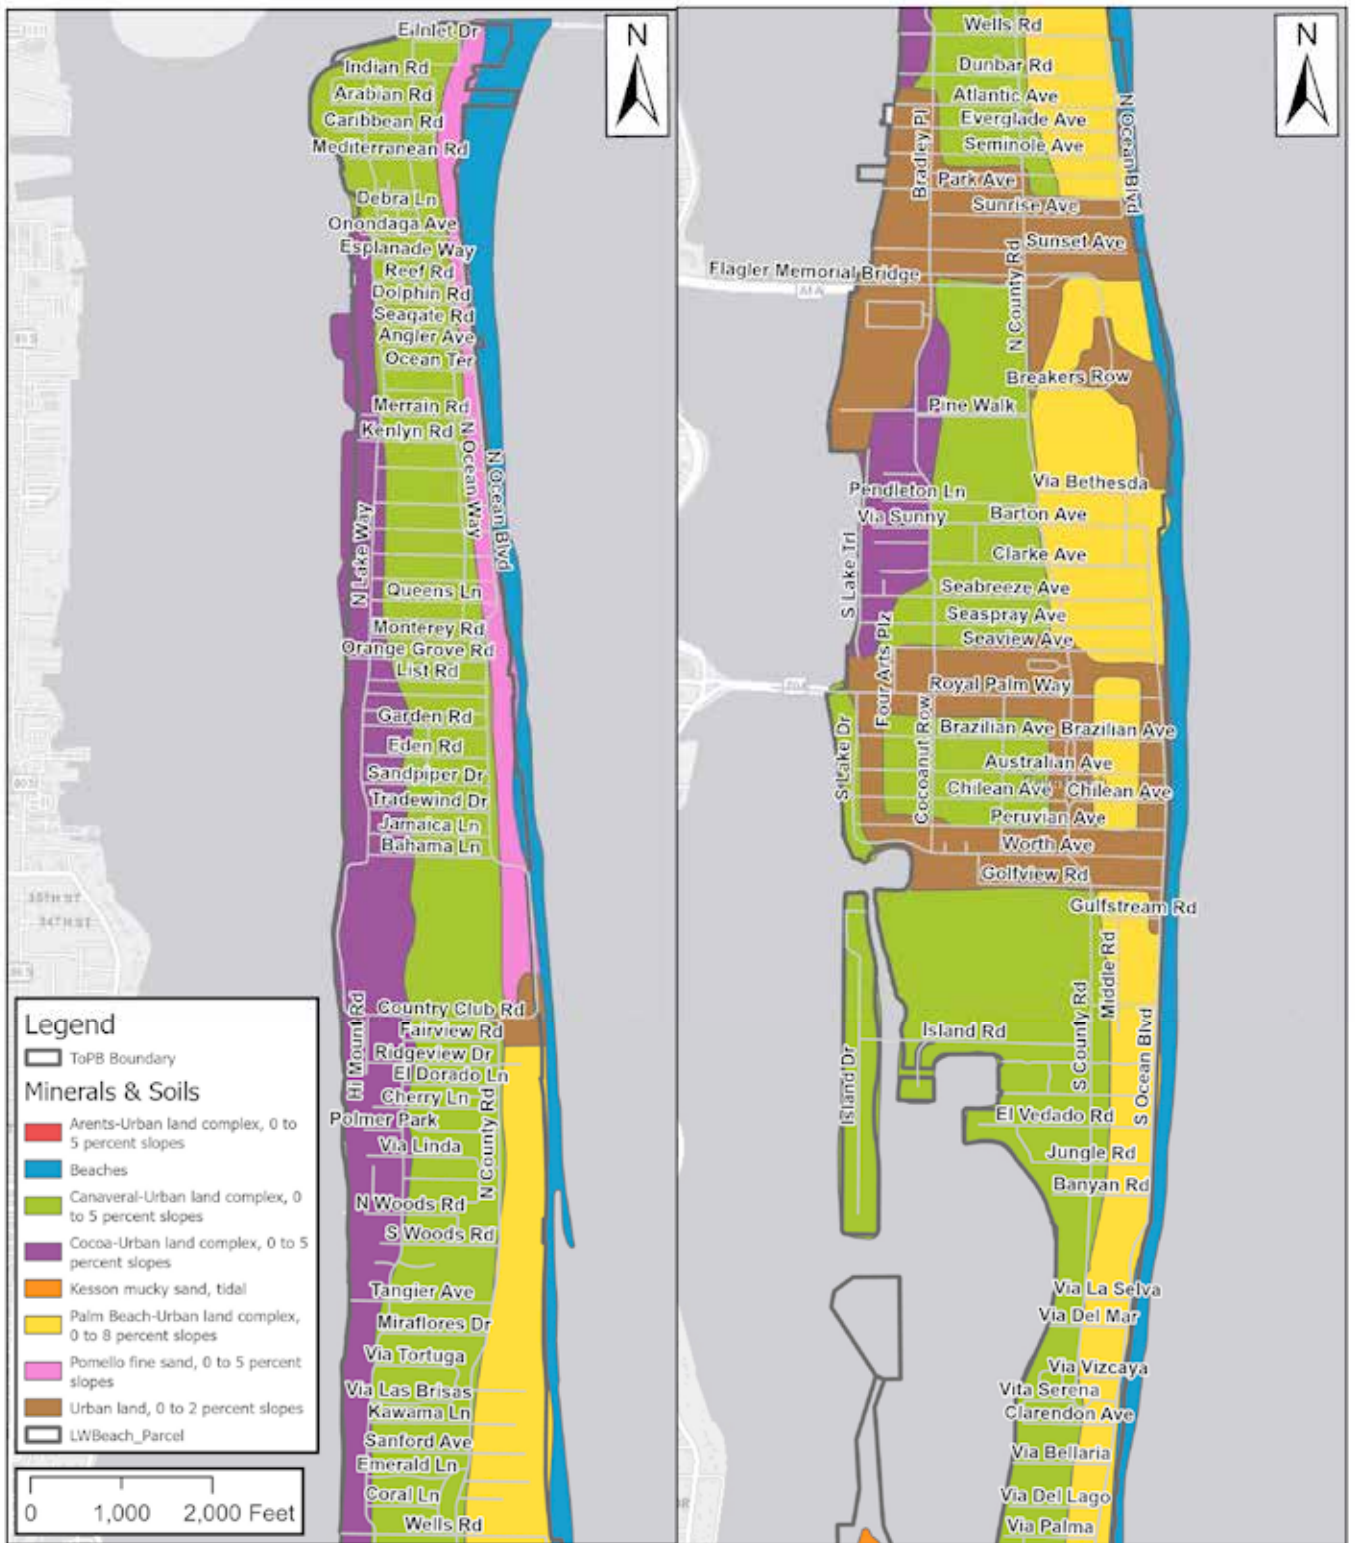 E Inlet Dr
Indian Rd
Arabian Rd
Caribbean Rd
Mediterranean Rd
Debra Ln
Onondaga Ave
Esplanade Way
Reef Rd
Dolphin Rd
Seagate Rd
Angler Ave
Ocean Ter
Merrain Rd
Kenlyn Rd
N Ocean Way
N Ocean Blvd
N Lake Way
Queens Ln
Monterey Rd
Orange Grove Rd
List Rd
Garden Rd
Eden Rd
Sandpiper Dr
Tradewind Dr
Jamaica Ln
Bahama Ln
35TH ST
34TH ST
Hi Mount Rd
Country Club Rd
Fairview Rd
Ridgeview Dr
El Dorado Ln
Cherry Ln
Polmer Park
Via Linda
N County Rd
N Woods Rd
S Woods Rd
Tangier Ave
Miraflores Dr
Via Tortuga
Via Las Brisas
Kawama Ln
Sanford Ave
Emerald Ln
Coral Ln
Wells Rd
N
Legend
ToPB Boundary
Minerals & Soils
Arents-Urban land complex, 0 to
5 percent slopes
Beaches
Canaveral-Urban land complex, 0
to 5 percent slopes
Cocoa-Urban land complex, 0 to 5
percent slopes
Kesson mucky sand, tidal
Palm Beach-Urban land complex,
0 to 8 percent slopes
Pomello fine sand, 0 to 5 percent
slopes
Urban land, 0 to 2 percent slopes
LWBeach_Parcel
0 1,000 2,000 Feet
N
Wells Rd
Dunbar Rd
Atlantic Ave
Everglade Ave
Seminole Ave
Bradley Pl
N Ocean Blvd
Park Ave
Sunrise Ave
Sunset Ave
Flagler Memorial Bridge
A1A
N County Rd
Breakers Row
Pine Walk
Via Bethesda
Pendleton Ln
Via Sunny
Barton Ave
Clarke Ave
S Lake Trl
Seabreeze Ave
Seaspray Ave
Seaview Ave
Four Arts Plz
Royal Palm Way
Brazilian Ave Brazilian Ave
S Lake Dr
Cocoanut Row
Australian Ave
Chilean Ave Chilean Ave
Peruvian Ave
Worth Ave
Golfview Rd
Gulfstream Rd
Middle Rd
S County Rd
S Ocean Blvd
Island Rd
Island Dr
El Vedado Rd
Jungle Rd
Banyan Rd
Via La Selva
Via Del Mar
Via Vizcaya
Vita Serena
Clarendon Ave
Via Bellaria
Via Del Lago
Via Palma